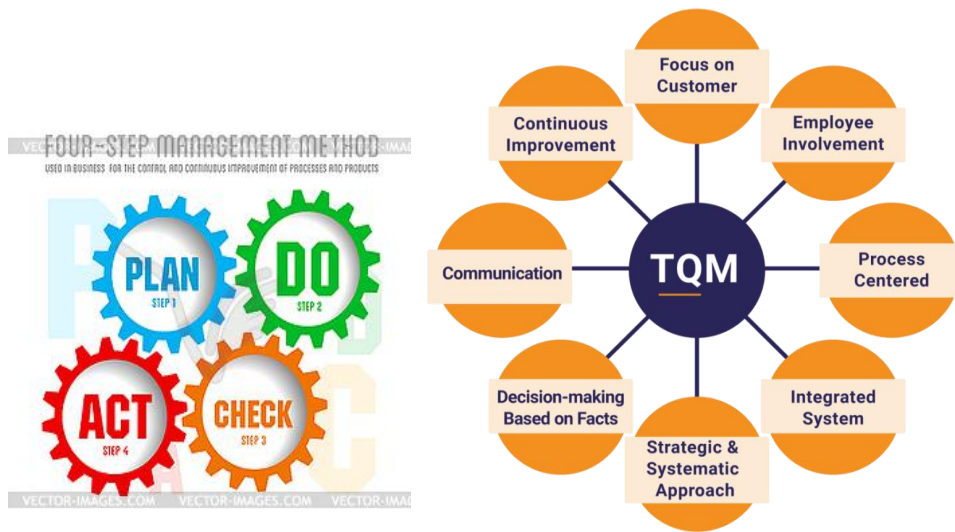 FOUR-STEP MANAGEMENT METHOD
USED IN BUSINESS FOR THE CONTROL AND CONTINUOUS IMPROVEMENT OF PROCESSES AND PRODUCTS
PLAN
STEP 1
DO
STEP 2
ACT
STEP 4
CHECK
STEP 3
VECTOR-IMAGES.COM VECTOR-IMAGES.COM
Focus on
Customer
Employee
Involvement
Process
Centered
Integrated
System
Strategic &
Systematic
Approach
Decision-making
Based on Facts
Communication
Continuous
Improvement
TQM